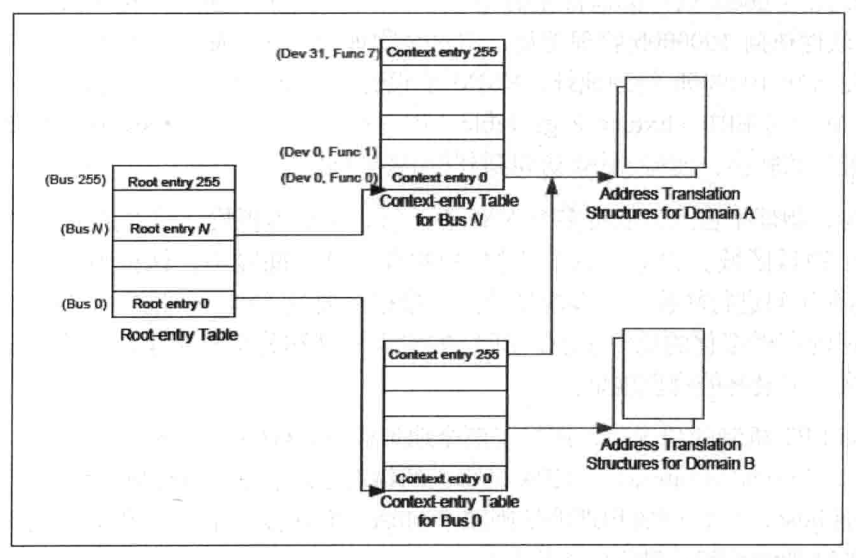 (Dev 31, Func 7)
Context entry 255
(Dev 0, Func 1)
(Dev 0, Func 0)
Context entry 0
Context-entry Table
for Bus N
Address Translation
Structures for Domain A
(Bus 255)
Root entry 255
(Bus N)
Root entry N
(Bus 0)
Root entry 0
Root-entry Table
Context entry 255
Context entry 0
Context-entry Table
for Bus 0
Address Translation
Structures for Domain B